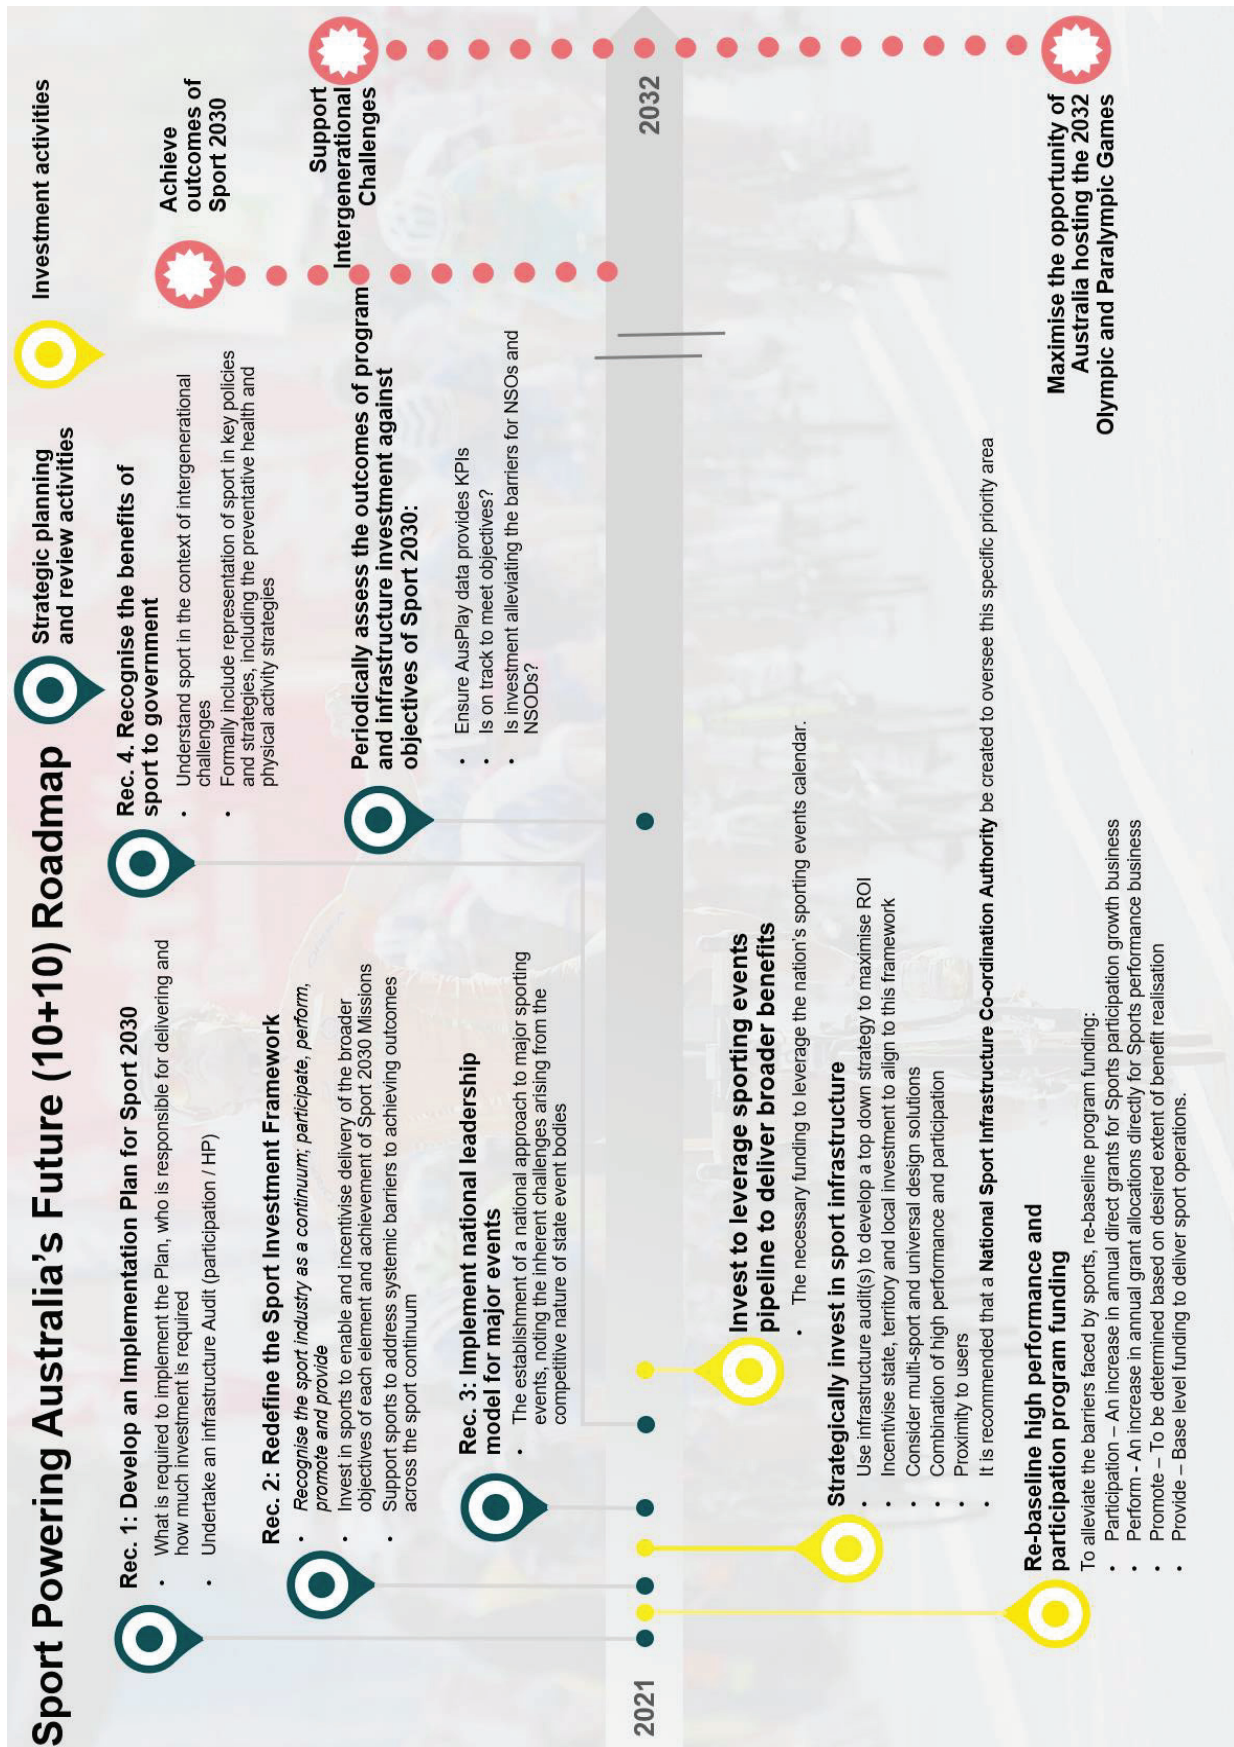 Sport Powering Australia's Future (10+10) Roadmap
Strategic planning
and review activities
Investment activities
Rec. 1: Develop an Implementation Plan for Sport 2030
• What is required to implement the Plan, who is responsible for delivering and
how much investment is required
• Undertake an infrastructure Audit (participation / HP)
Rec. 2: Redefine the Sport Investment Framework
• Recognise the sport industry as a continuum; participate, perform,
promote and provide
• Invest in sports to enable and incentivise delivery of the broader
objectives of each element and achievement of Sport 2030 Missions
• Support sports to address systemic barriers to achieving outcomes
across the sport continuum
Rec. 3: Implement national leadership
model for major events
• The establishment of a national approach to major sporting
events, noting the inherent challenges arising from the
competitive nature of state event bodies
Rec. 4. Recognise the benefits of
sport to government
• Understand sport in the context of intergenerational
challenges
• Formally include representation of sport in key policies
and strategies, including the preventative health and
physical activity strategies
Periodically assess the outcomes of program
and infrastructure investment against
objectives of Sport 2030:
• Ensure AusPlay data provides KPIs
• Is on track to meet objectives?
• Is investment alleviating the barriers for NSOs and
NSODs?
Achieve
outcomes of
Sport 2030
Support
Intergenerational
Challenges
2021
2032
Invest to leverage sporting events
pipeline to deliver broader benefits
• The necessary funding to leverage the nation's sporting events calendar.
Strategically invest in sport infrastructure
• Use infrastructure audit(s) to develop a top down strategy to maximise ROI
• Incentivise state, territory and local investment to align to this framework
• Consider multi-sport and universal design solutions
• Combination of high performance and participation
• Proximity to users
• It is recommended that a National Sport Infrastructure Co-ordination Authority be created to oversee this specific priority area
Re-baseline high performance and
participation program funding
To alleviate the barriers faced by sports, re-baseline program funding:
• Participation – An increase in annual direct grants for Sports participation growth business
• Perform - An increase in annual grant allocations directly for Sports performance business
• Promote – To be determined based on desired extent of benefit realisation
• Provide – Base level funding to deliver sport operations.
Maximise the opportunity of
Australia hosting the 2032
Olympic and Paralympic Games